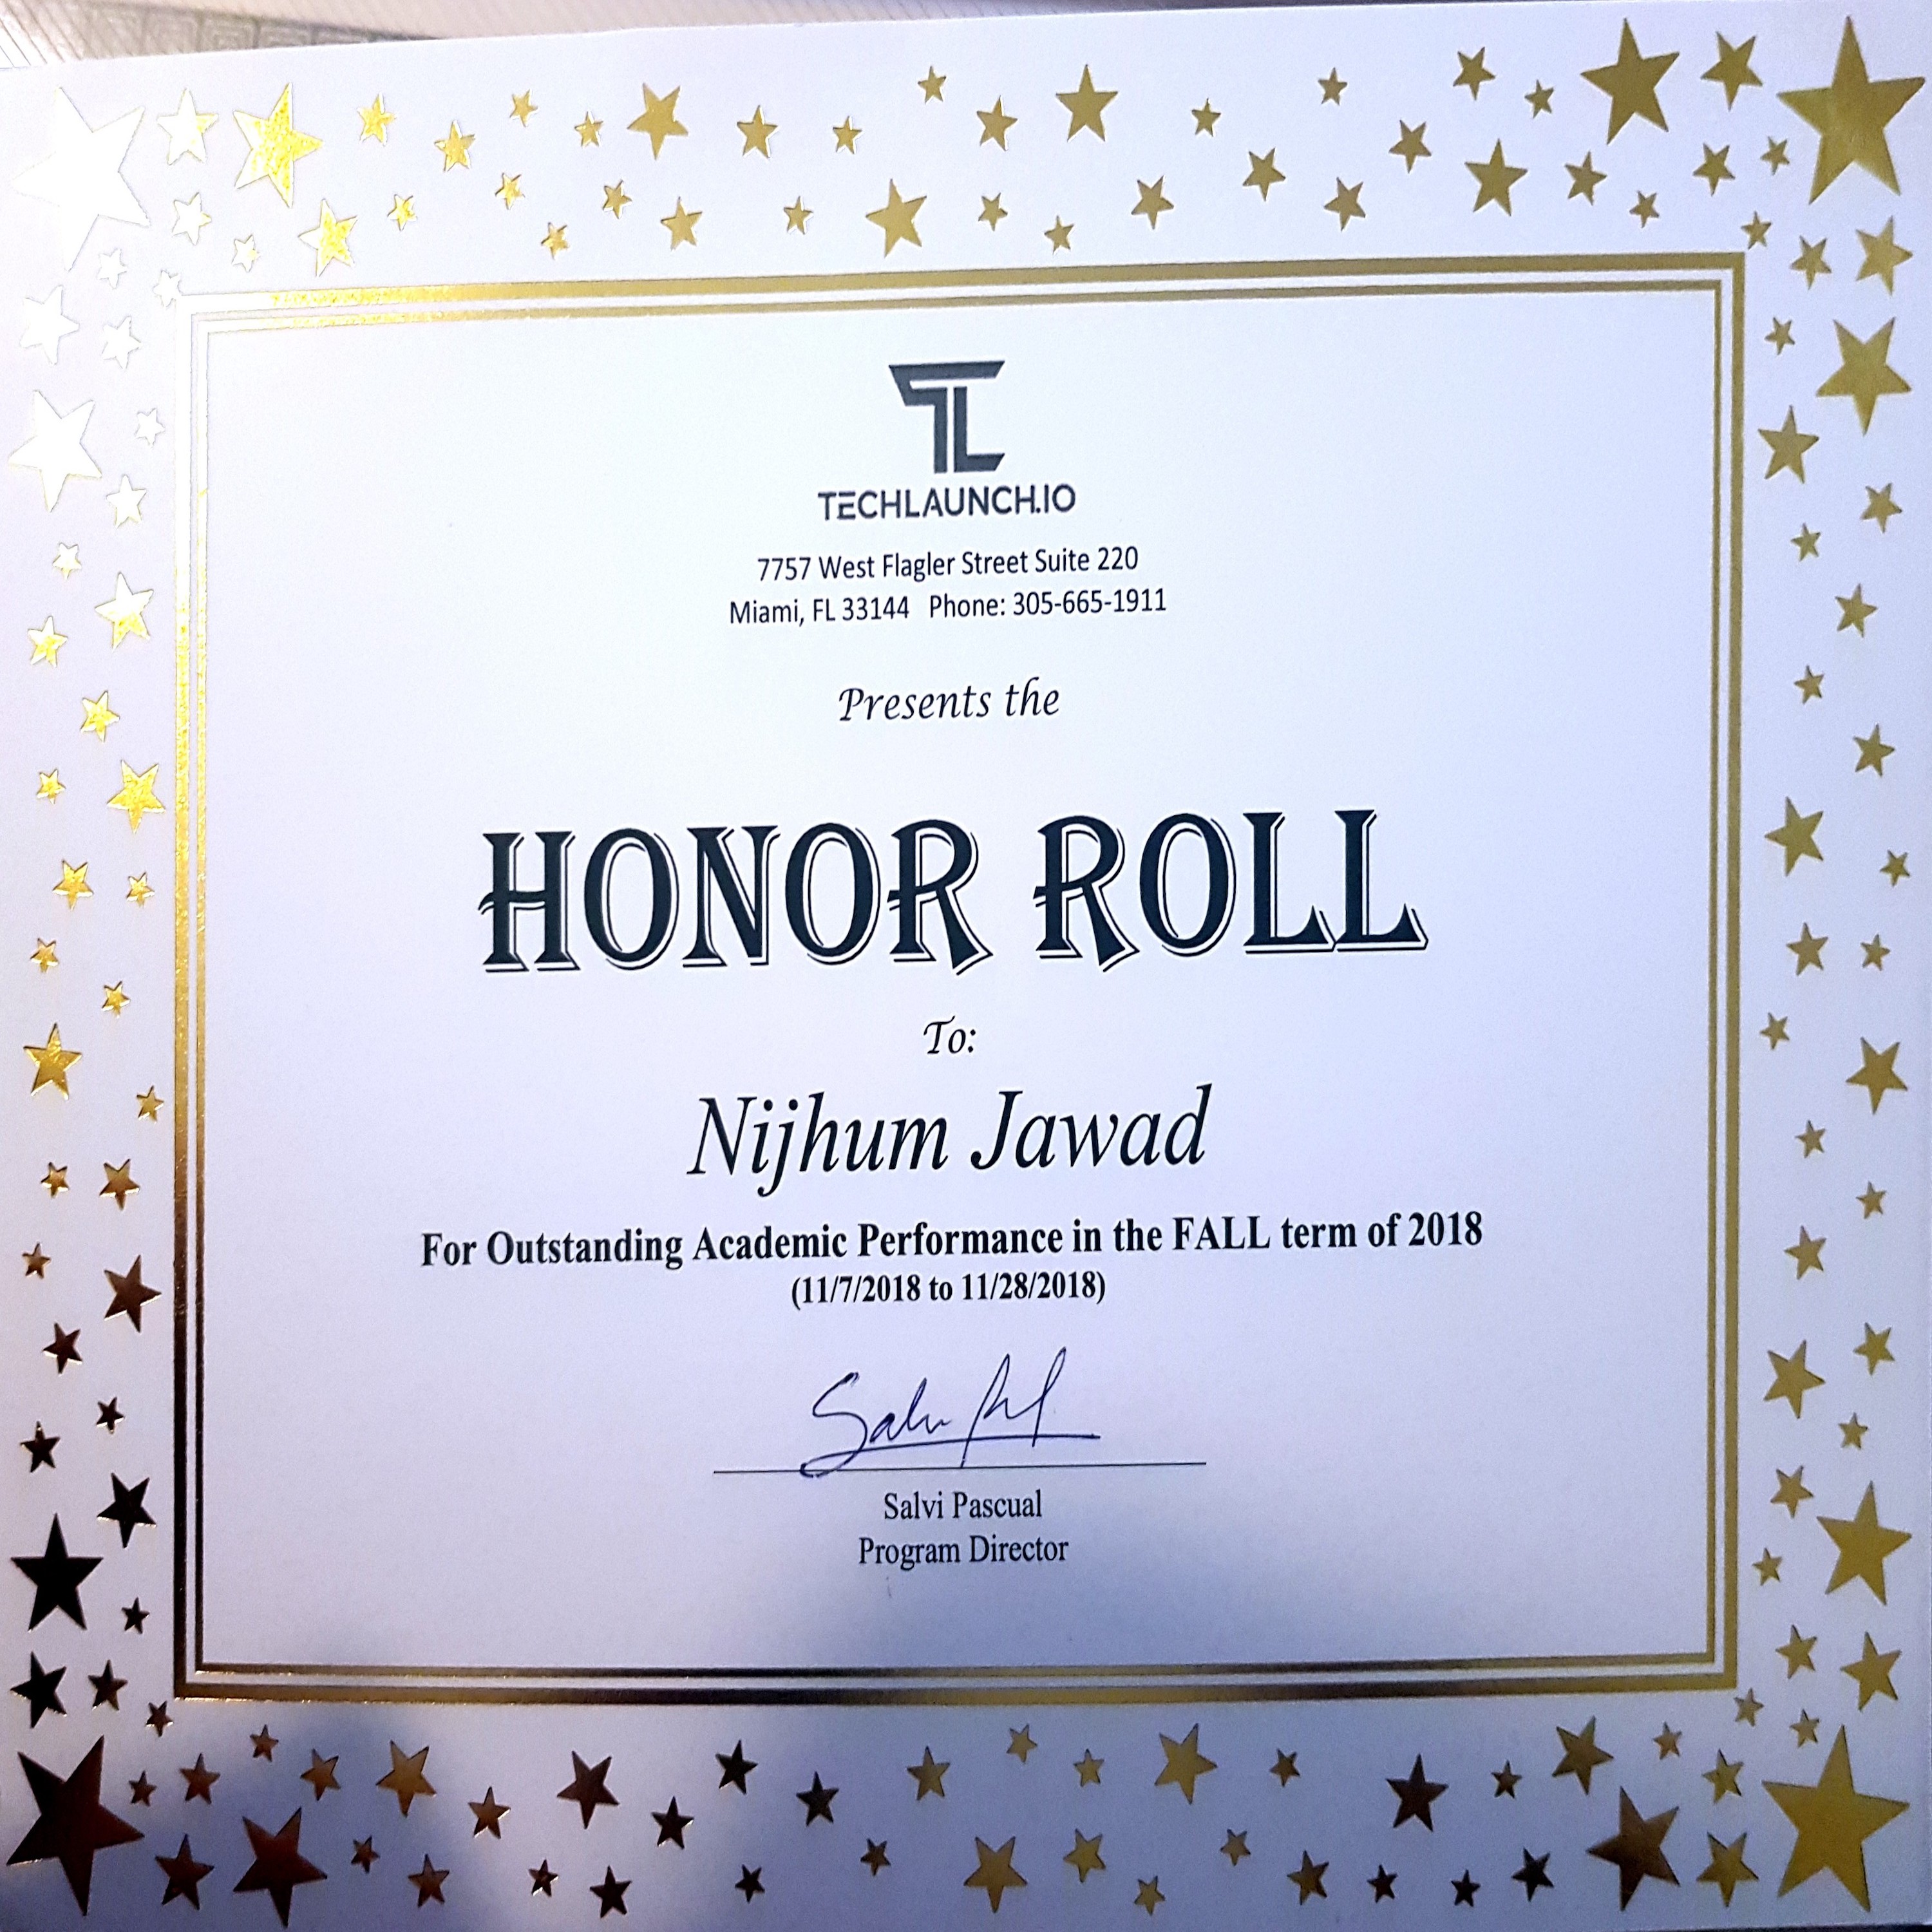 TL
TECHLAUNCH.IO
7757 West Flagler Street Suite 220
Miami, FL 33144 Phone: 305-665-1911
Presents the
HONOR ROLL
To:
Nijhum Jawad
For Outstanding Academic Performance in the FALL term of 2018
(11/7/2018 to 11/28/2018)
Salvi Pascual
Program Director